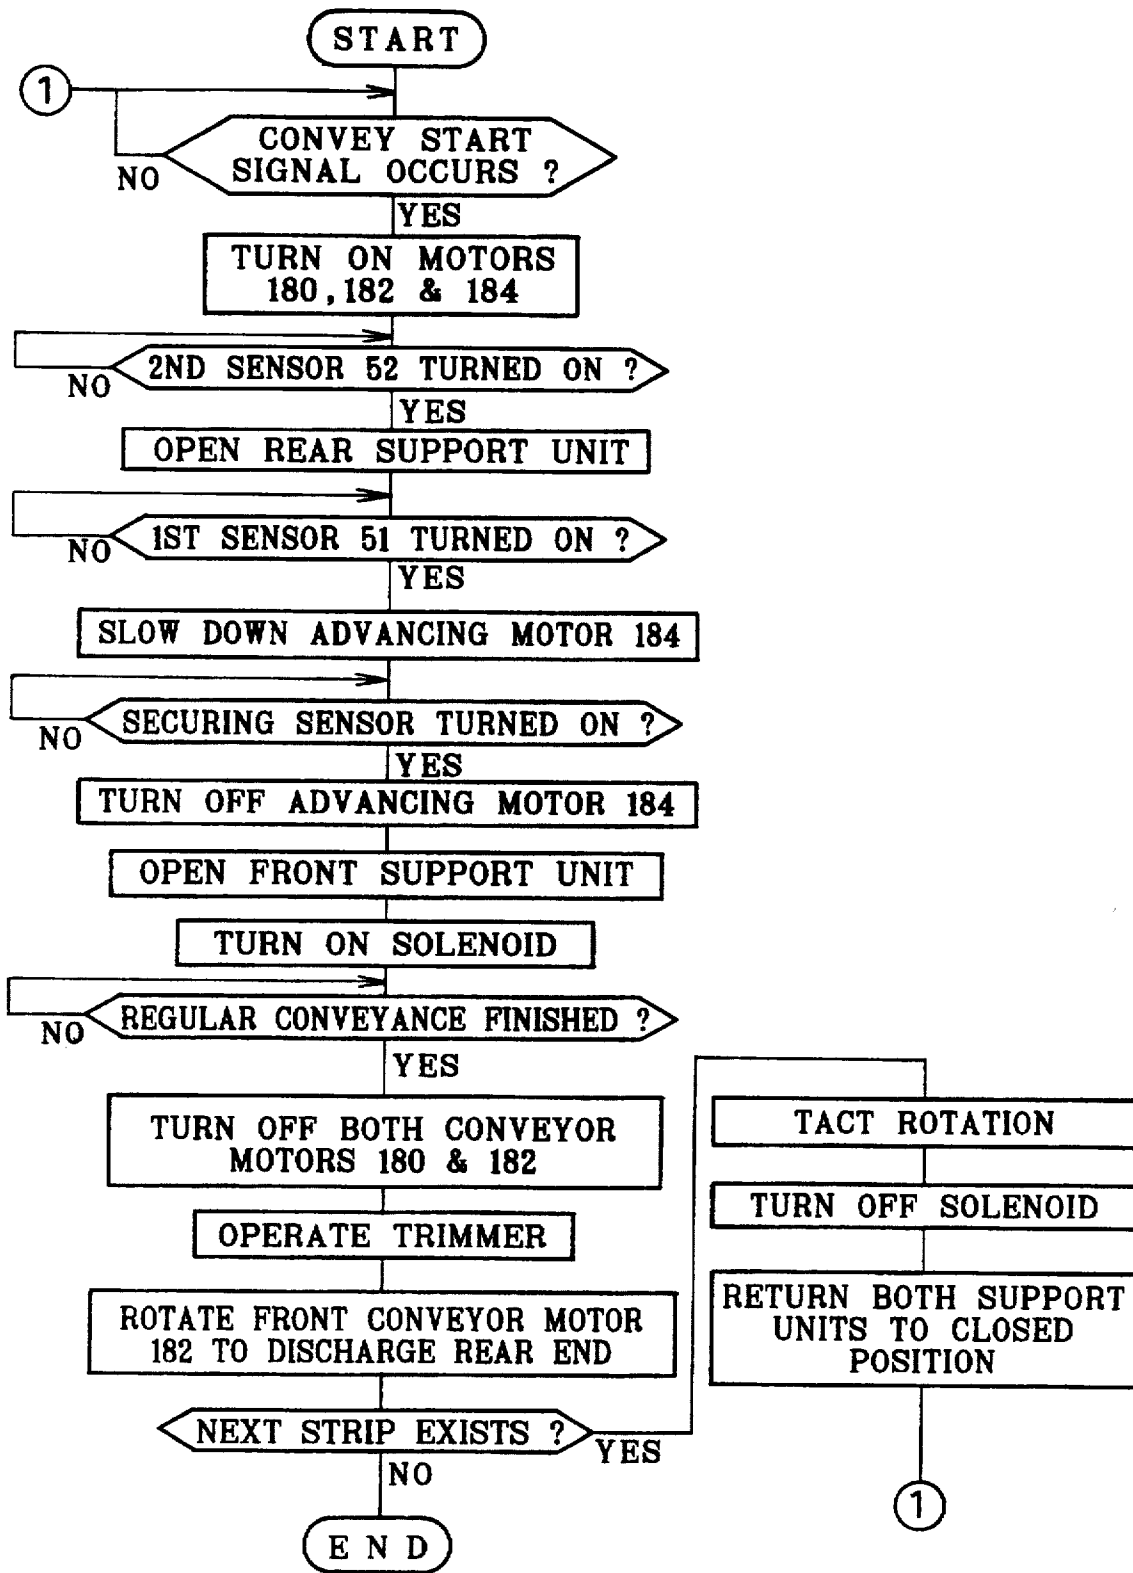 START
1
CONVEY START
SIGNAL OCCURS ?
NO
YES
TURN ON MOTORS
180, 182 & 184
2ND SENSOR 52 TURNED ON ?
NO
YES
OPEN REAR SUPPORT UNIT
1ST SENSOR 51 TURNED ON ?
NO
YES
SLOW DOWN ADVANCING MOTOR 184
SECURING SENSOR TURNED ON ?
NO
YES
TURN OFF ADVANCING MOTOR 184
OPEN FRONT SUPPORT UNIT
TURN ON SOLENOID
REGULAR CONVEYANCE FINISHED ?
NO
YES
TURN OFF BOTH CONVEYOR
MOTORS 180 & 182
OPERATE TRIMMER
ROTATE FRONT CONVEYOR MOTOR
182 TO DISCHARGE REAR END
NEXT STRIP EXISTS ?
YES
NO
END
TACT ROTATION
TURN OFF SOLENOID
RETURN BOTH SUPPORT
UNITS TO CLOSED
POSITION
1